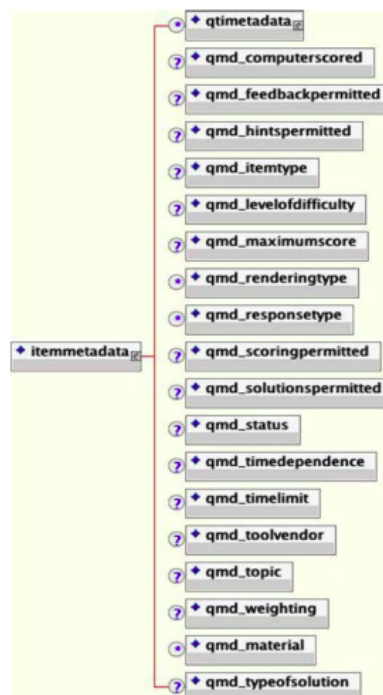 qtimetadata
qmd_computerscored
qmd_feedbackpermitted
qmd_hintspermitted
qmd_itemtype
qmd_levelofdifficulty
qmd_maximumscore
qmd_renderingtype
qmd_responsetype
itemmetadata
qmd_scoringpermitted
qmd_solutionspermitted
qmd_status
qmd_timedependence
qmd_timelimit
qmd_toolvendor
qmd_topic
qmd_weighting
qmd_material
qmd_typeofsolution